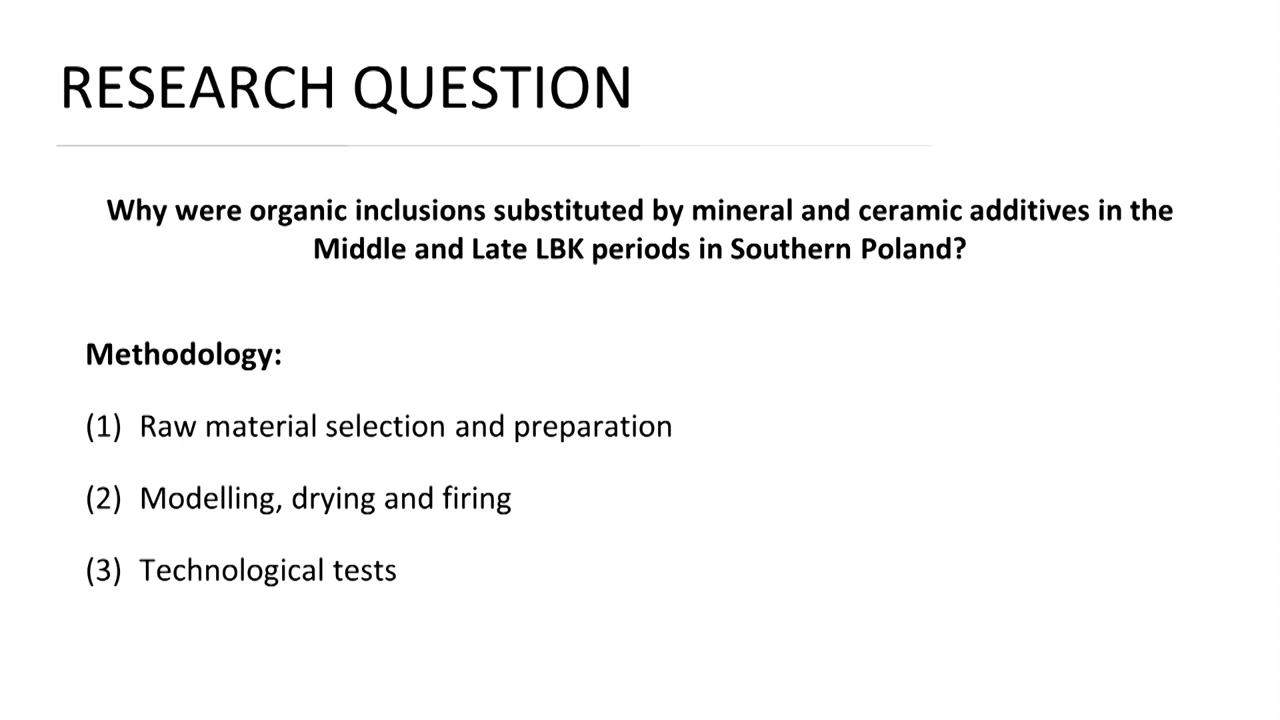 RESEARCH QUESTION
Why were organic inclusions substituted by mineral and ceramic additives in the
Middle and Late LBK periods in Southern Poland?
Methodology:
(1) Raw material selection and preparation
(2) Modelling, drying and firing
(3) Technological tests